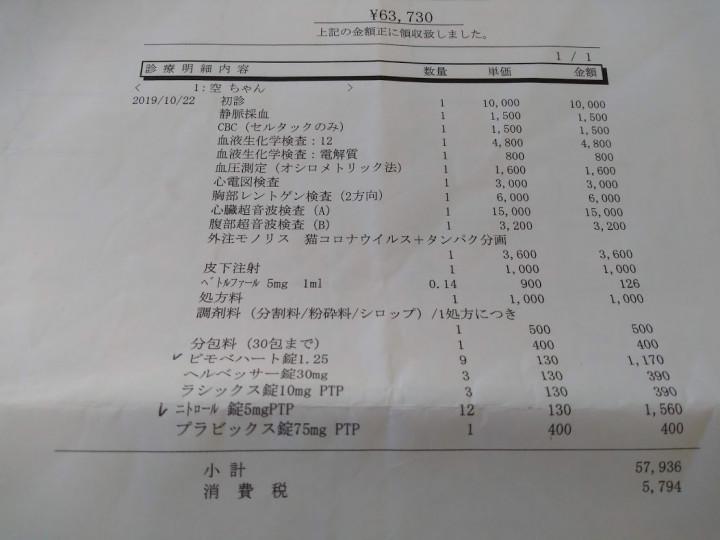 ¥63,730
上記の金額正に領収致しました。
1 / 1
診療明細内容 数量 単価 金額
< 1:空 ちゃん >
2019/10/22 初診 1 10,000 10,000
静脈採血 1 1,500 1,500
CBC (セルタックのみ) 1 1,500 1,500
血液生化学検査:12 1 4,800 4,800
血液生化学検査:電解質 1 800 800
血圧測定 (オシロメトリック法) 1 1,600 1,600
心電図検査 1 3,000 3,000
胸部レントゲン検査 (2方向) 1 6,000 6,000
心臓超音波検査 (A) 1 15,000 15,000
腹部超音波検査 (B) 1 3,200 3,200
外注モノリス 猫コロナウイルス+タンパク分画
1 3,600 3,600
皮下注射 1 1,000 1,000
ベトルファール 5mg 1ml 0.14 900 126
処方料 1 1,000 1,000
調剤料 (分割料/粉砕料/シロップ) /1処方につき
1 500 500
分包料 (30包まで) 1 400 400
✓ピモベハート錠1.25 9 130 1,170
ヘルベッサー錠30mg 3 130 390
ラシックス錠10mg PTP 3 130 390
✓ニトロール 錠5mgPTP 12 130 1,560
プラビックス錠75mg PTP 1 400 400
小 計 57,936
消 費 税 5,794